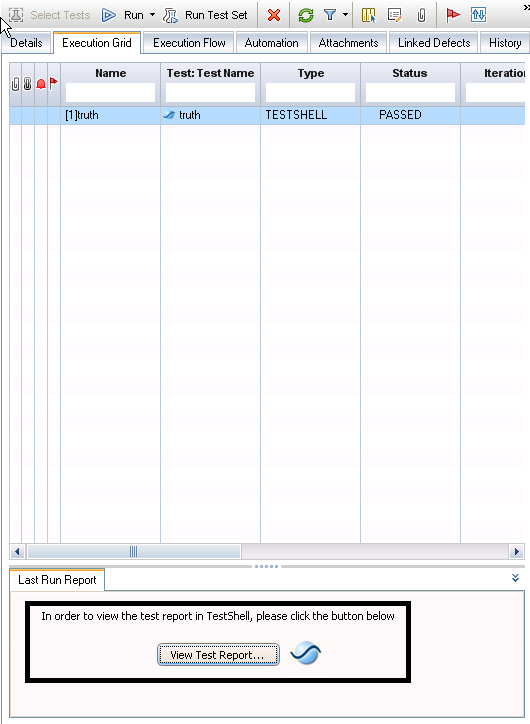 Select Tests Run Run Test Set »
Details Execution Grid Execution Flow Automation Attachments Linked Defects History
Name Test: Test Name Type Status Iteration
[1]truth truth TESTSHELL PASSED
Last Run Report
In order to view the test report in TestShell, please click the button below
View Test Report...